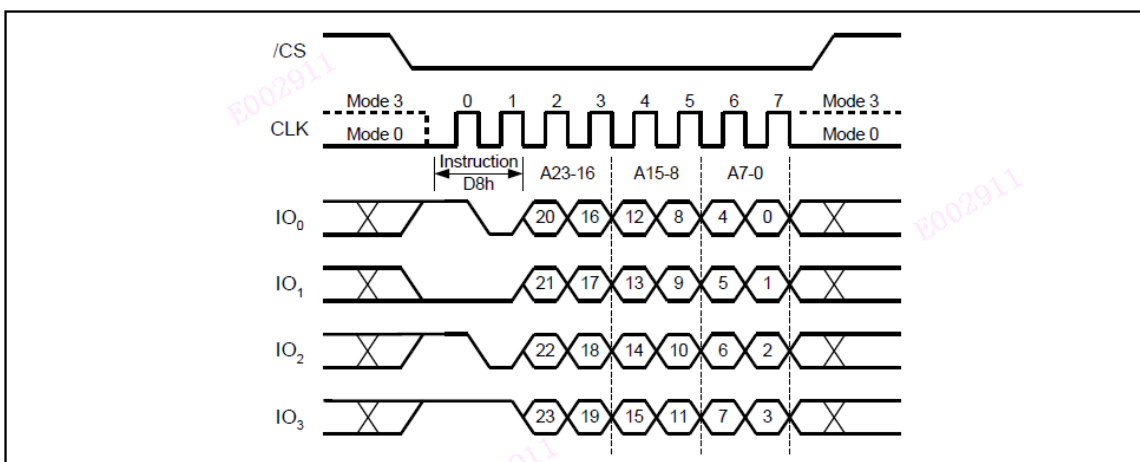 /CS
Mode 3 0 1 2 3 4 5 6 7 Mode 3
CLK
Mode 0 Mode 0
Instruction
D8h A23-16 A15-8 A7-0
IO0 20 16 12 8 4 0
IO1 21 17 13 9 5 1
IO2 22 18 14 10 6 2
IO3 23 19 15 11 7 3
E002911
E002911